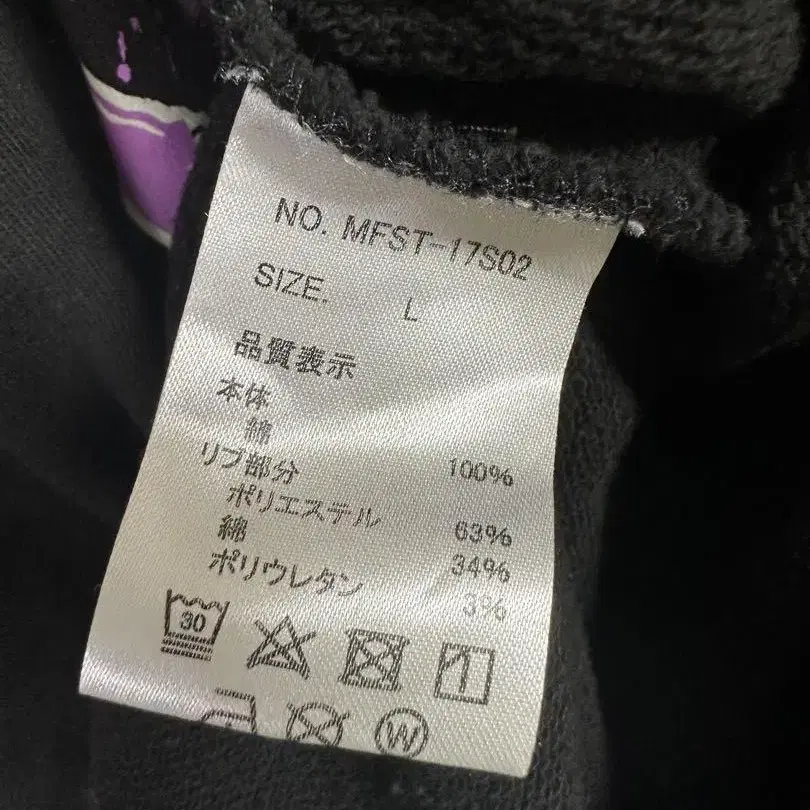 NO. MFST-17S02
SIZE. L
品質表示
本体
綿 100%
リブ部分
ポリエステル 63%
綿 34%
ポリウレタン 3%
30
W